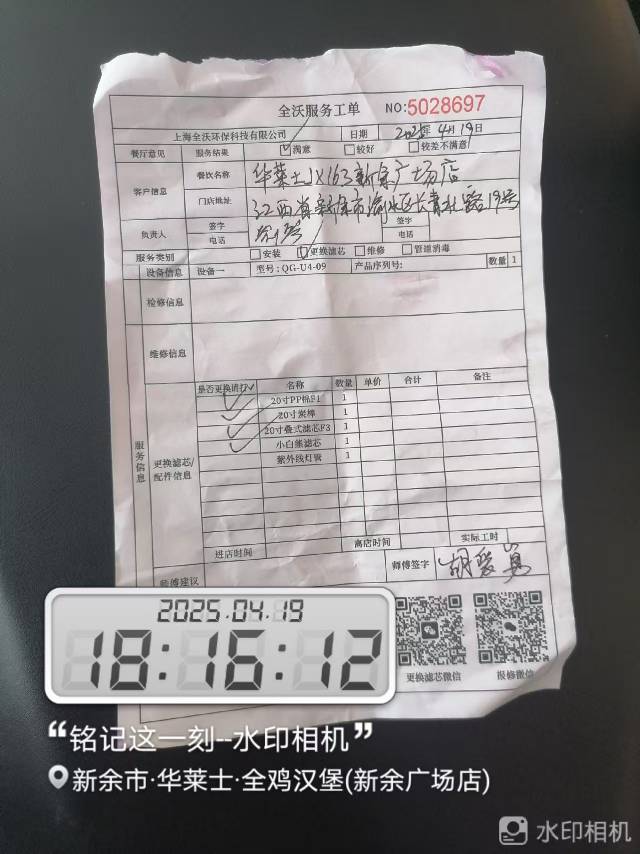 全沃服务工单 NO:5028697
上海全沃环保科技有限公司 日期 2025年4月19日
餐厅意见 服务结果 ☑满意 □较好 □较差不满意
客户信息 餐饮名称 华莱士JX163新余广场店
门店地址 江西省新余市渝水区长青北路19号
负责人 签字 电话 签字 电话
服务类别 □安装 ☑更换滤芯 □维修 □管道消毒
设备信息 设备一 型号:QG-U4-09 产品序列号: 数量 1
检修信息
维修信息
服务信息
更换滤芯/配件信息
是否更换请打√ 名称 数量 单价 合计 备注
√ 20寸PP棉F1 1
√ 20寸炭棒 1
√ 20寸叠式滤芯F3 1
√ 小白熊滤芯 1
紫外线灯管 1
进店时间 离店时间 实际工时
师傅建议 师傅签字
更换滤芯微信 报修微信
2025.04.19
18:16:12
“铭记这一刻--水印相机”
新余市·华莱士·全鸡汉堡(新余广场店)
水印相机